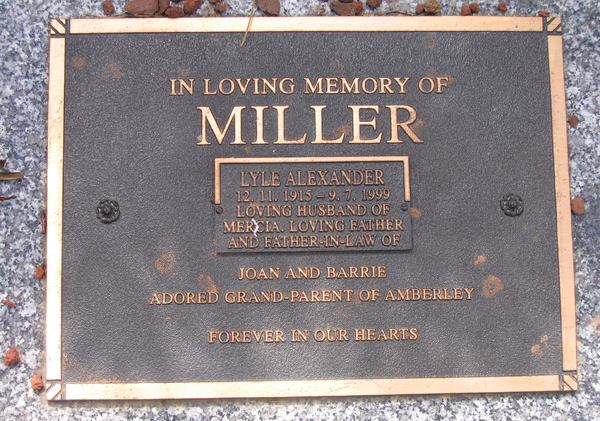 IN LOVING MEMORY OF
MILLER
LYLE ALEXANDER
12. 11. 1915 - 9. 7. 1999
LOVING HUSBAND OF
MERCIA. LOVING FATHER
AND FATHER-IN-LAW OF
JOAN AND BARRIE
ADORED GRAND-PARENT OF AMBERLEY
FOREVER IN OUR HEARTS